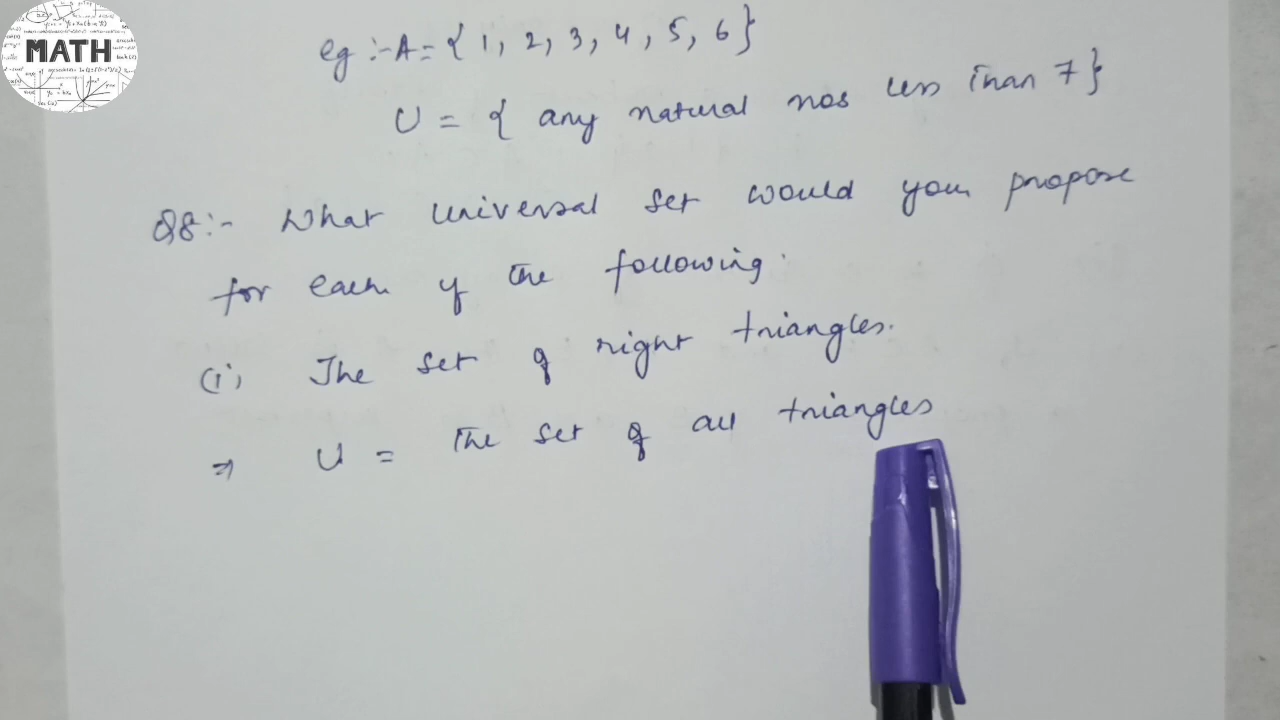 MATH
eg :- A = { 1, 2, 3, 4, 5, 6 }
U = { any natural nos less than 7 }
Q8:- What universal set would you propose
for each of the following.
(i) The set of right triangles.
⇒ U = The set of all triangles